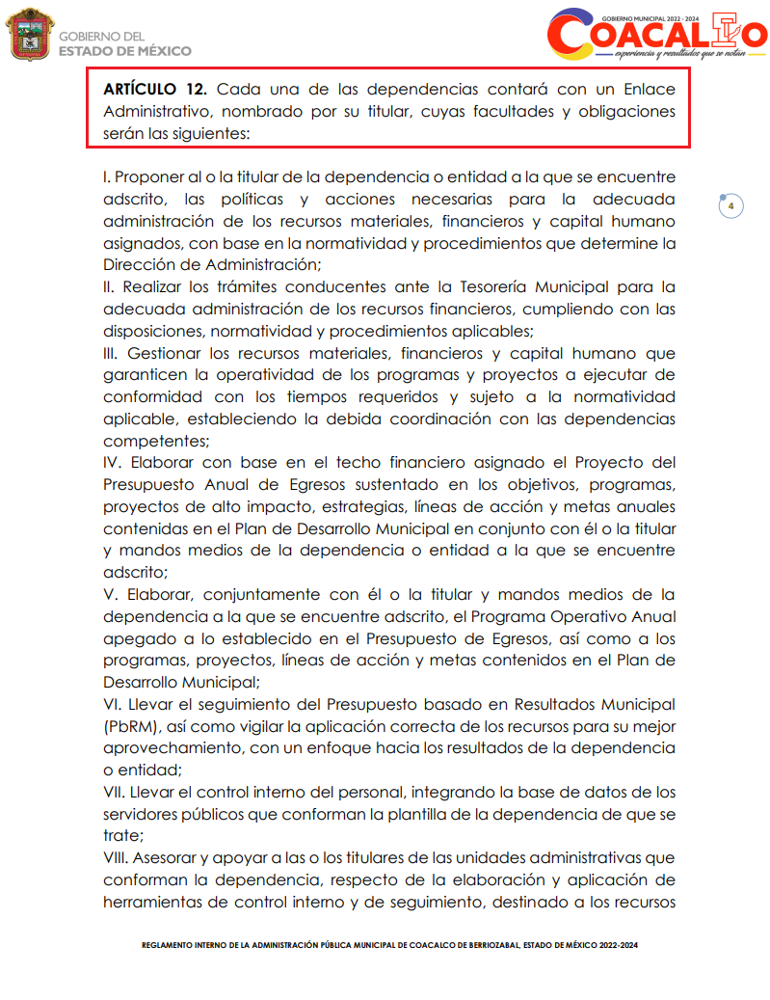 GOBIERNO DEL
ESTADO DE MÉXICO
GOBIERNO MUNICIPAL 2022 - 2024
COACALCO
experiencia y resultados que se notan
ARTÍCULO 12. Cada una de las dependencias contará con un Enlace
Administrativo, nombrado por su titular, cuyas facultades y obligaciones
serán las siguientes:
I. Proponer al o la titular de la dependencia o entidad a la que se encuentre
adscrito, las políticas y acciones necesarias para la adecuada
administración de los recursos materiales, financieros y capital humano
asignados, con base en la normatividad y procedimientos que determine la
Dirección de Administración;
4
II. Realizar los trámites conducentes ante la Tesorería Municipal para la
adecuada administración de los recursos financieros, cumpliendo con las
disposiciones, normatividad y procedimientos aplicables;
III. Gestionar los recursos materiales, financieros y capital humano que
garanticen la operatividad de los programas y proyectos a ejecutar de
conformidad con los tiempos requeridos y sujeto a la normatividad
aplicable, estableciendo la debida coordinación con las dependencias
competentes;
IV. Elaborar con base en el techo financiero asignado el Proyecto del
Presupuesto Anual de Egresos sustentado en los objetivos, programas,
proyectos de alto impacto, estrategias, líneas de acción y metas anuales
contenidas en el Plan de Desarrollo Municipal en conjunto con él o la titular
y mandos medios de la dependencia o entidad a la que se encuentre
adscrito;
V. Elaborar, conjuntamente con él o la titular y mandos medios de la
dependencia a la que se encuentre adscrito, el Programa Operativo Anual
apegado a lo establecido en el Presupuesto de Egresos, así como a los
programas, proyectos, líneas de acción y metas contenidos en el Plan de
Desarrollo Municipal;
VI. Llevar el seguimiento del Presupuesto basado en Resultados Municipal
(PbRM), así como vigilar la aplicación correcta de los recursos para su mejor
aprovechamiento, con un enfoque hacia los resultados de la dependencia
o entidad;
VII. Llevar el control interno del personal, integrando la base de datos de los
servidores públicos que conforman la plantilla de la dependencia de que se
trate;
VIII. Asesorar y apoyar a las o los titulares de las unidades administrativas que
conforman la dependencia, respecto de la elaboración y aplicación de
herramientas de control interno y de seguimiento, destinado a los recursos
REGLAMENTO INTERNO DE LA ADMINISTRACIÓN PÚBLICA MUNICIPAL DE COACALCO DE BERRIOZABAL, ESTADO DE MÉXICO 2022-2024